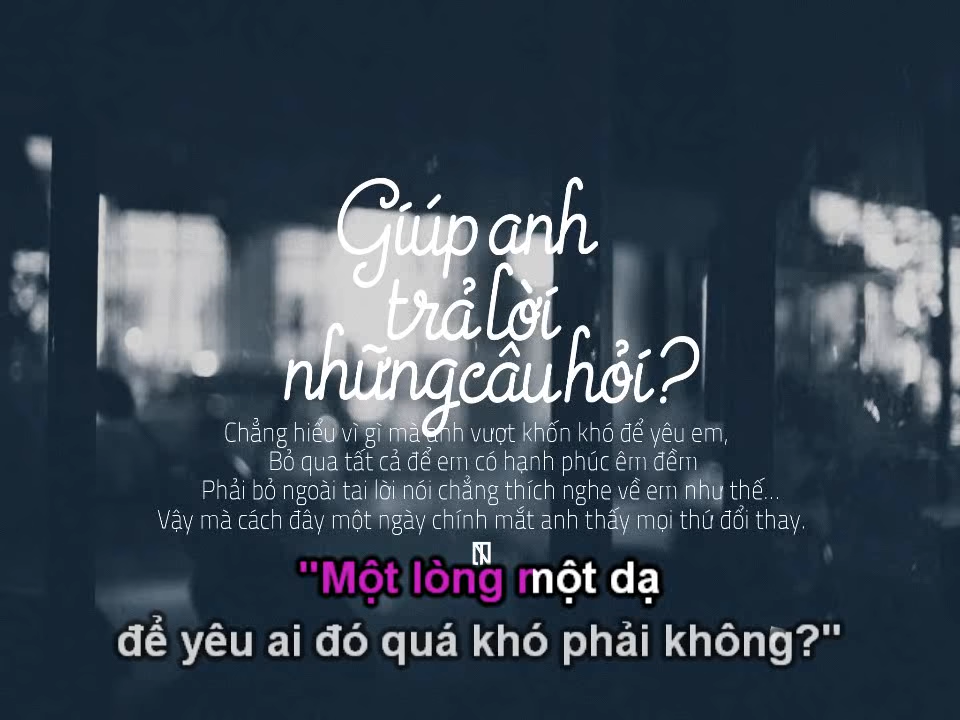 Giúp anh
trả lời
những câu hỏi?
Chẳng hiểu vì gì mà anh vượt khốn khó để yêu em,
Bỏ qua tất cả để em có hạnh phúc êm đềm
Phải bỏ ngoài tai lời nói chẳng thích nghe về em như thế...
Vậy mà cách đây một ngày chính mắt anh thấy mọi thứ đổi thay.
"Một lòng một dạ
để yêu ai đó quá khó phải không?"